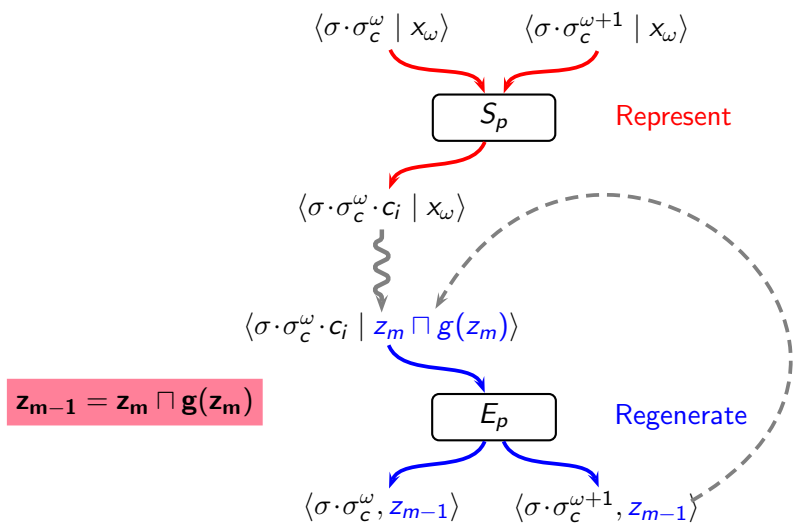 ⟨σ·σ_c^ω | x_ω⟩ ⟨σ·σ_c^{ω+1} | x_ω⟩
S_p Represent
⟨σ·σ_c^ω·c_i | x_ω⟩
⟨σ·σ_c^ω·c_i | z_m ⊓ g(z_m)⟩
z_{m−1} = z_m ⊓ g(z_m)
E_p Regenerate
⟨σ·σ_c^ω, z_{m−1}⟩ ⟨σ·σ_c^{ω+1}, z_{m−1}⟩